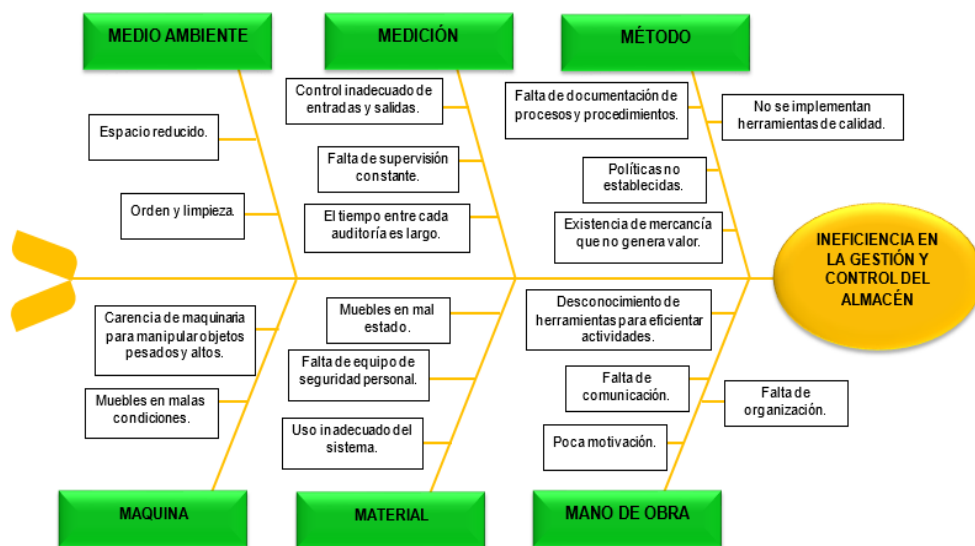 MEDIO AMBIENTE
MEDICIÓN
MÉTODO
Espacio reducido.
Orden y limpieza.
Control inadecuado de
entradas y salidas.
Falta de supervisión
constante.
El tiempo entre cada
auditoría es largo.
Falta de documentación de
procesos y procedimientos.
No se implementan
herramientas de calidad.
Políticas no
establecidas.
Existencia de mercancía
que no genera valor.
INEFICIENCIA EN
LA GESTIÓN Y
CONTROL DEL
ALMACÉN
Carencia de maquinaria
para manipular objetos
pesados y altos.
Muebles en malas
condiciones.
Muebles en mal
estado.
Falta de equipo de
seguridad personal.
Uso inadecuado del
sistema.
Desconocimiento de
herramientas para eficientar
actividades.
Falta de
comunicación.
Falta de
organización.
Poca motivación.
MAQUINA
MATERIAL
MANO DE OBRA